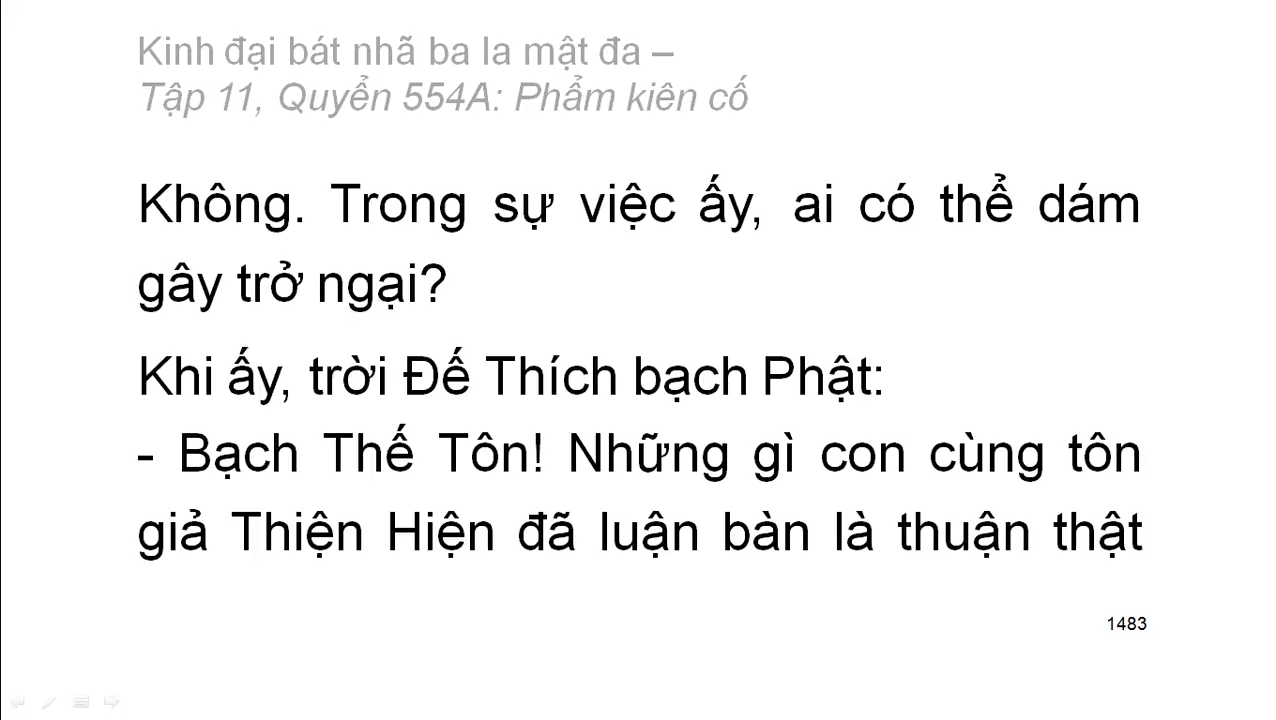 Kinh đại bát nhã ba la mật đa –
Tập 11, Quyển 554A: Phẩm kiên cố
Không. Trong sự việc ấy, ai có thể dám
gây trở ngại?
Khi ấy, trời Đế Thích bạch Phật:
- Bạch Thế Tôn! Những gì con cùng tôn
giả Thiện Hiện đã luận bàn là thuận thật
1483